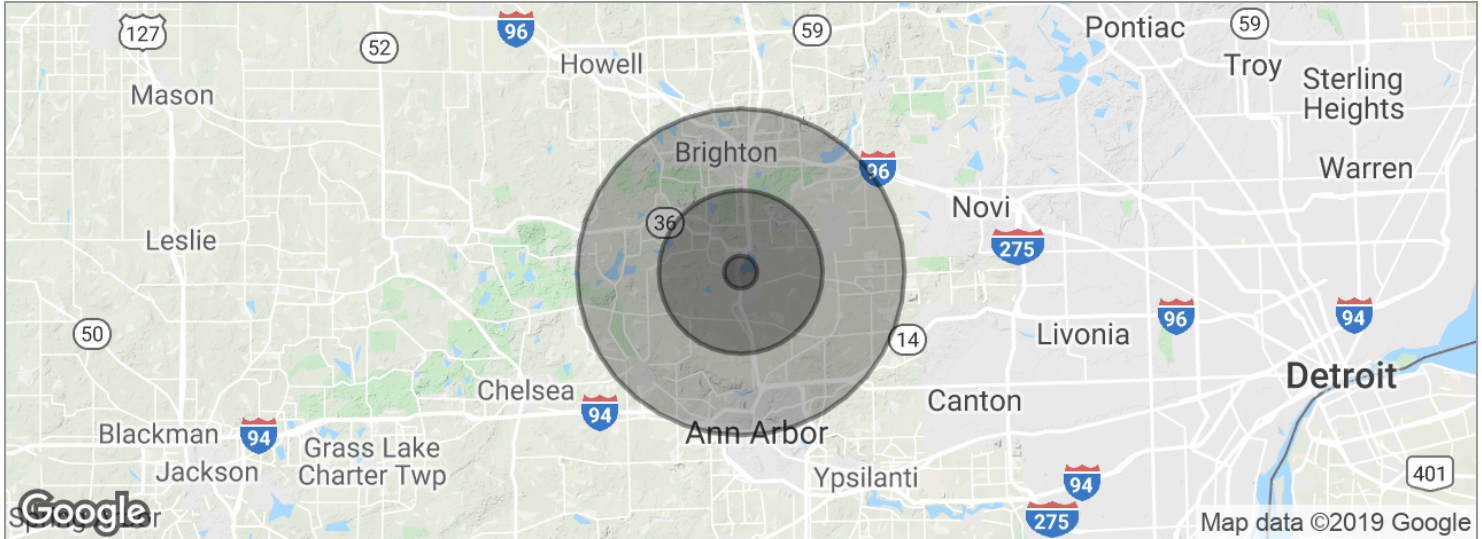 127
52
96
59
Pontiac
59
Howell
Troy
Mason
Sterling
Heights
Brighton
96
Warren
36
Novi
Leslie
275
50
96
94
14
Livonia
Detroit
Chelsea
94
Canton
Blackman
94
Grass Lake
Charter Twp
Ann Arbor
Jackson
Ypsilanti
94
401
Google
275
Map data ©2019 Google